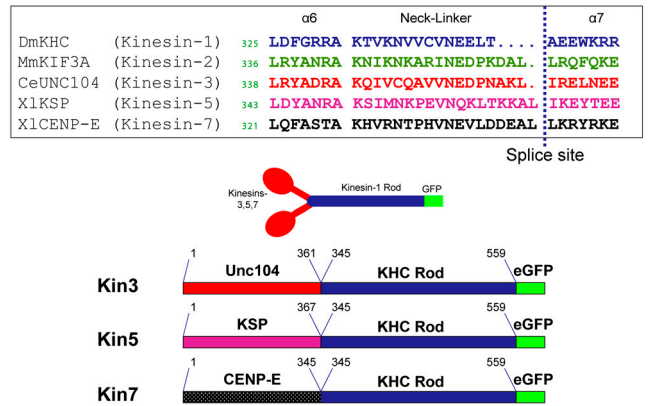 α6 Neck-Linker α7
DmKHC (Kinesin-1) 325 LDFGRRA KTVKNVVCVNEELT.... AEEWKRR
MmKIF3A (Kinesin-2) 336 LRYANRA KNIKNKARINEDPKDAL. LRQFQKE
CeUNC104 (Kinesin-3) 338 LRYADRA KQIVCQAVVNEDPNAKL. IRELNEE
XlKSP (Kinesin-5) 343 LDYANRA KSIMNKPEVNQKLTKKAL IKEYTEE
XlCENP-E (Kinesin-7) 321 LQFASTA KHVRNTPHVNEVLDDEAL LKRYRKE
Splice site
Kinesins-
3,5,7
Kinesin-1 Rod GFP
1 361 345 559
Kin3 Unc104 KHC Rod eGFP
1 367 345 559
Kin5 KSP KHC Rod eGFP
1 345 345 559
Kin7 CENP-E KHC Rod eGFP